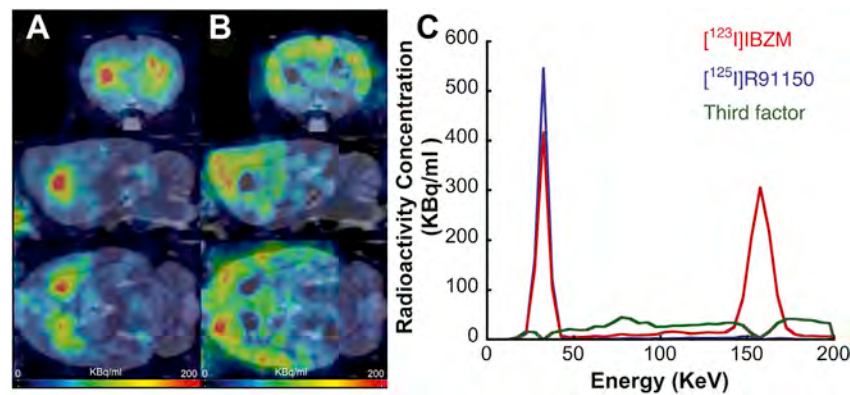 A
B
C
[¹²³I]IBZM
[¹²⁵I]R91150
Third factor
Radioactivity Concentration
(KBq/ml )
600
500
400
300
200
100
0
0 50 100 150 200
Energy (KeV)
0 KBq/ml 200
0 KBq/ml 200